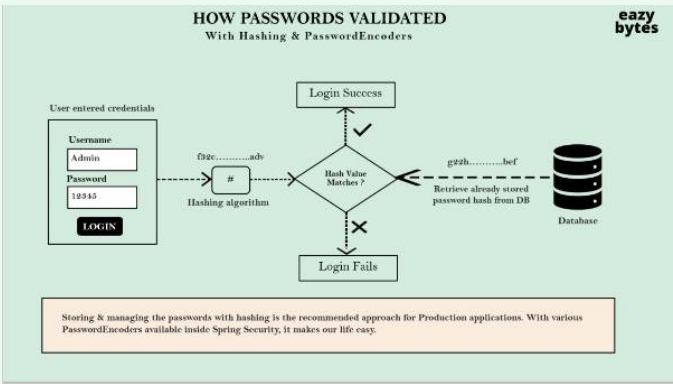 HOW PASSWORDS VALIDATED
With Hashing & PasswordEncoders
eazy
bytes
User entered credentials
Username
Admin
Password
12345
LOGIN
f32c...........adv
#
Hashing algorithm
Login Success
Hash Value
Matches ?
Login Fails
g22b...........bef
Retrieve already stored
password hash from DB
Database
Storing & managing the passwords with hashing is the recommended approach for Production applications. With various
PasswordEncoders available inside Spring Security, it makes our life easy.